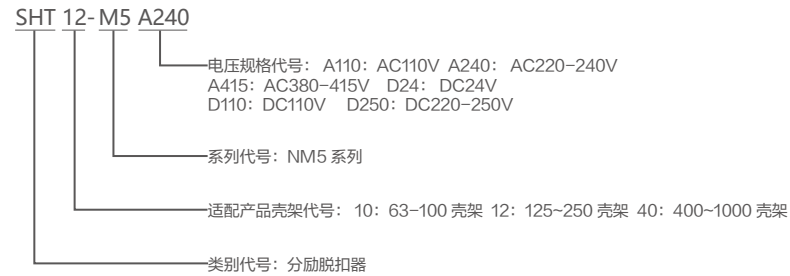 SHT 12- M5 A240
电压规格代号： A110：AC110V A240： AC220-240V
A415：AC380-415V D24： DC24V
D110：DC110V D250：DC220-250V
系列代号：NM5 系列
适配产品壳架代号： 10：63-100 壳架 12：125~250 壳架 40：400~1000 壳架
类别代号：分励脱扣器